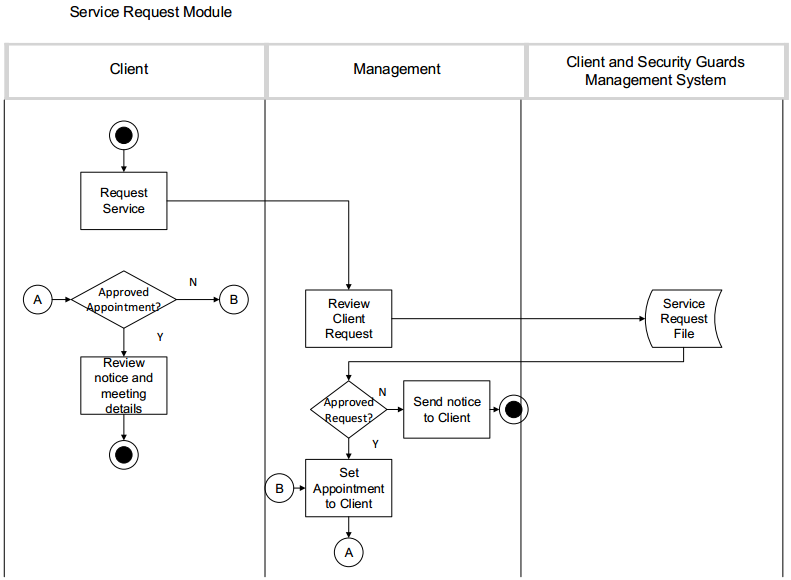 Service Request Module
Client
Management
Client and Security Guards
Management System
Request
Service
A
Approved
Appointment?
N
B
Y
Review
notice and
meeting
details
Review
Client
Request
Service
Request
File
Approved
Request?
N
Send notice
to Client
Y
B
Set
Appointment
to Client
A